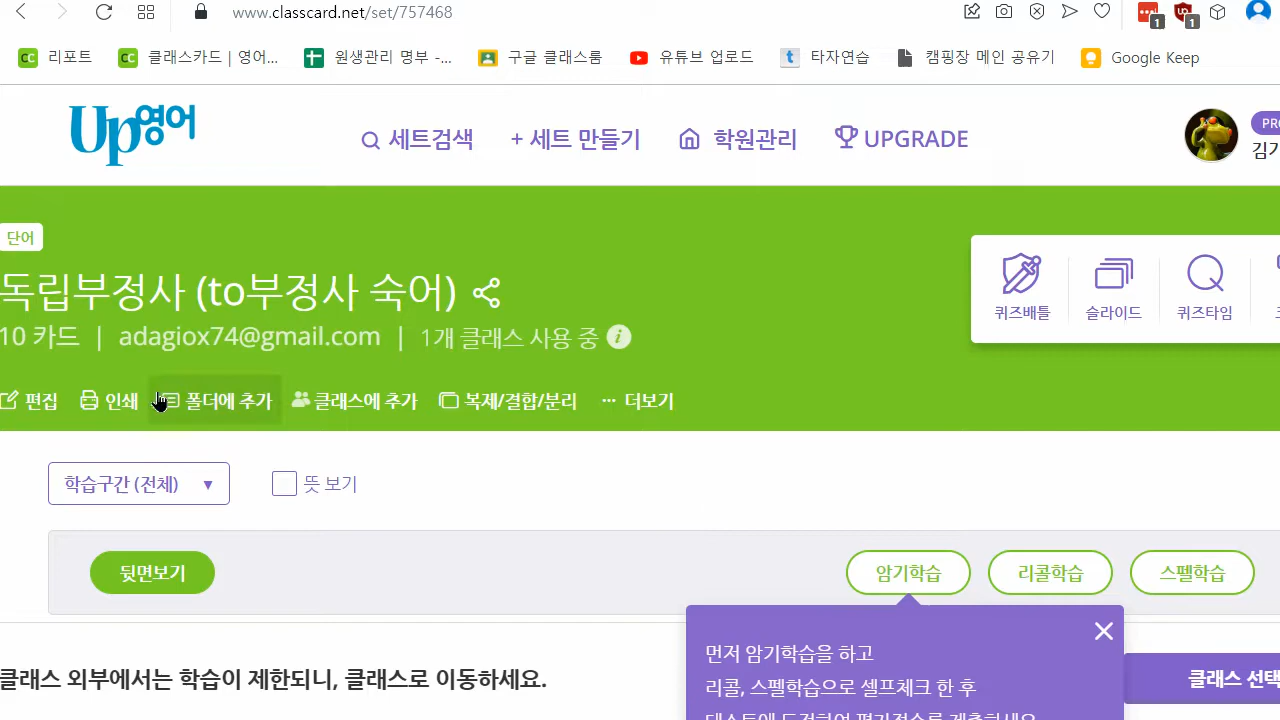 www.classcard.net/set/757468
1 1
리포트 클래스카드 | 영어... 원생관리 명부 -... 구글 클래스룸 유튜브 업로드 타자연습 캠핑장 메인 공유기 Google Keep
Up영어 세트검색 + 세트 만들기 학원관리 UPGRADE
김기
단어
독립부정사 (to부정사 숙어)
10 카드 | adagiox74@gmail.com | 1개 클래스 사용 중
퀴즈배틀 슬라이드 퀴즈타임
편집 인쇄 폴더에 추가 클래스에 추가 복제/결합/분리 ··· 더보기
학습구간 (전체) ▼ 뜻 보기
뒷면보기 암기학습 리콜학습 스펠학습
먼저 암기학습을 하고
리콜, 스펠학습으로 셀프체크 한 후
클래스 외부에서는 학습이 제한되니, 클래스로 이동하세요.
클래스 선택